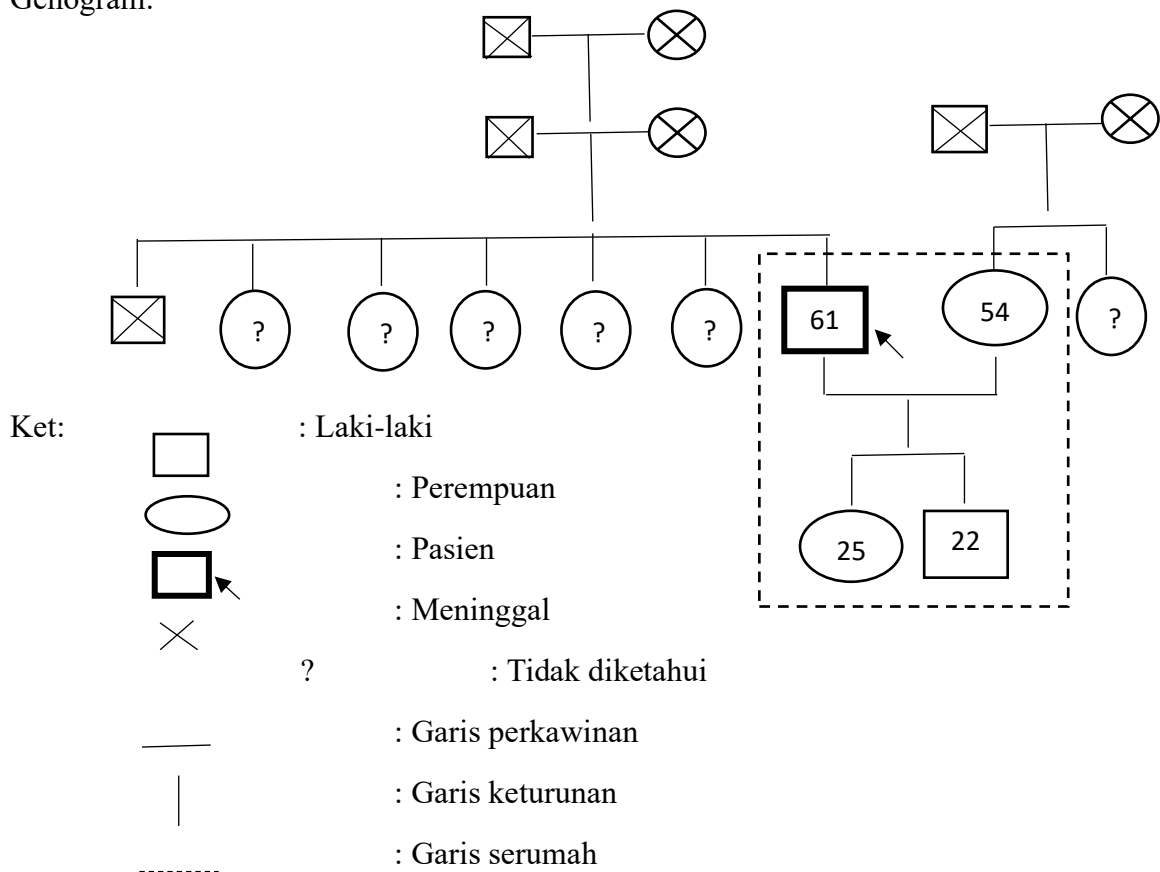 Genogram:
? ? ? ? ? 61 54 ?
25 22
Ket: : Laki-laki
: Perempuan
: Pasien
: Meninggal
? : Tidak diketahui
: Garis perkawinan
: Garis keturunan
: Garis serumah